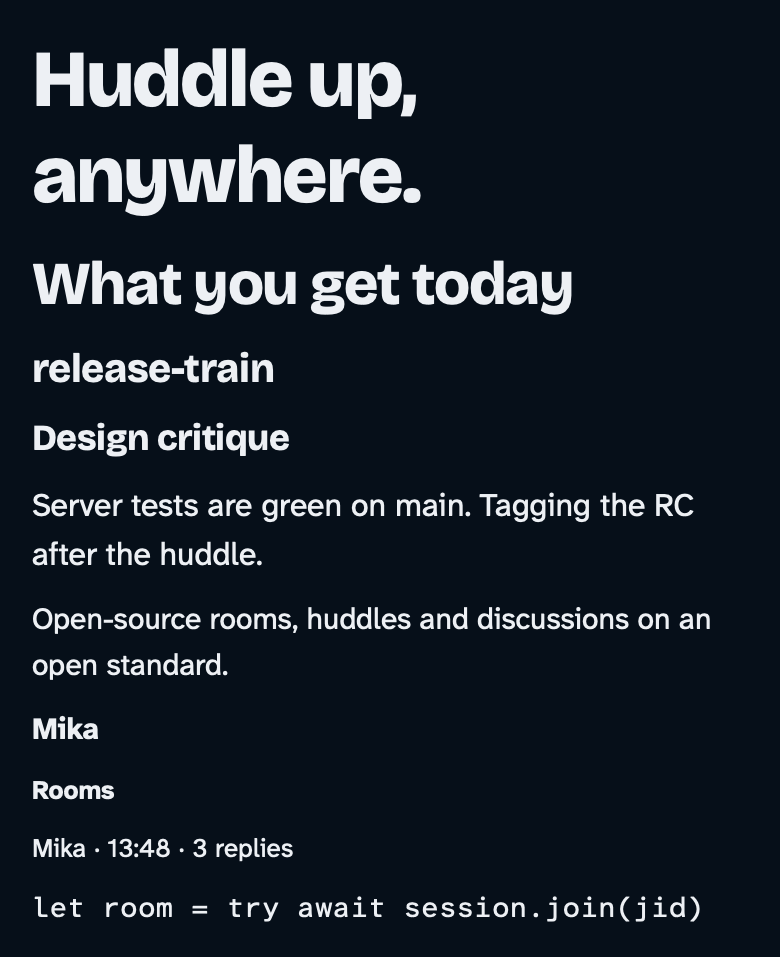 Huddle up,
anywhere.
What you get today
release-train
Design critique
Server tests are green on main. Tagging the RC
after the huddle.
Open-source rooms, huddles and discussions on an
open standard.
Mika
Rooms
Mika · 13:48 · 3 replies
let room = try await session.join(jid)